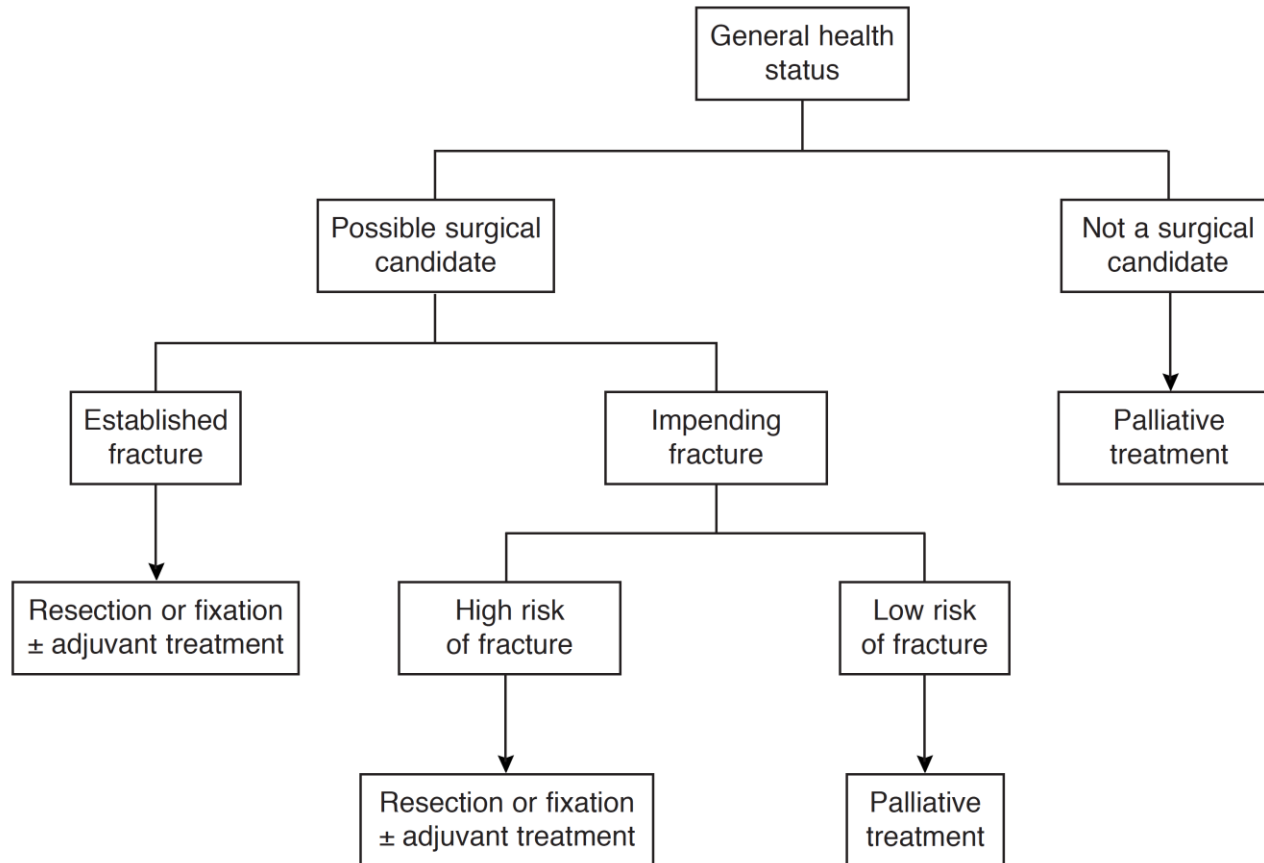 General health
status
Possible surgical
candidate
Not a surgical
candidate
Established
fracture
Impending
fracture
Palliative
treatment
Resection or fixation
± adjuvant treatment
High risk
of fracture
Low risk
of fracture
Resection or fixation
± adjuvant treatment
Palliative
treatment